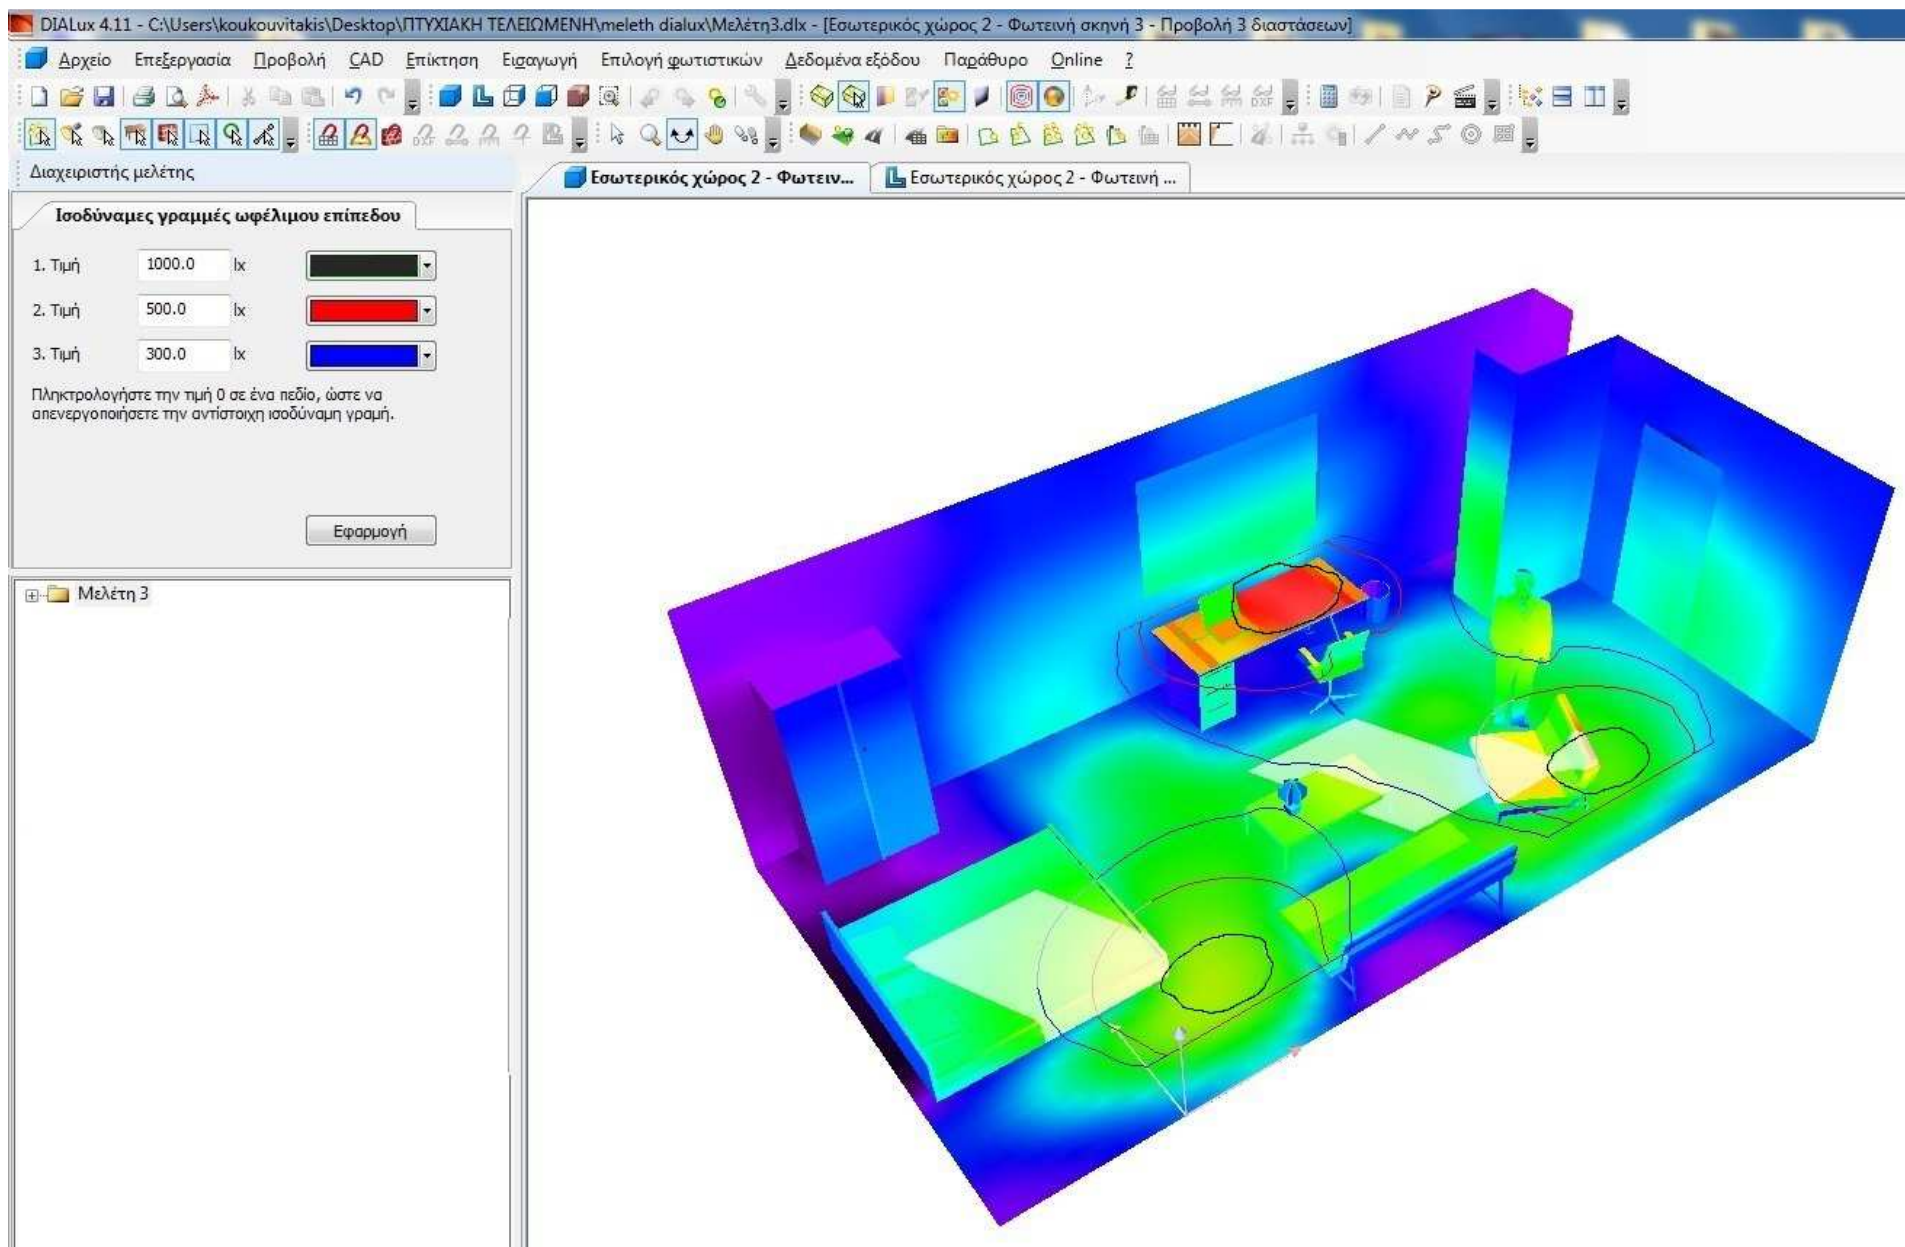 DIALux 4.11 - C:\Users\koukouvitakis\Desktop\ΠΤΥΧΙΑΚΗ ΤΕΛΕΙΩΜΕΝΗ\meleth dialux\Μελέτη3.dlx - [Εσωτερικός χώρος 2 - Φωτεινή σκηνή 3 - Προβολή 3 διαστάσεων]
Αρχείο Επεξεργασία Προβολή CAD Επίκτηση Εισαγωγή Επιλογή φωτιστικών Δεδομένα εξόδου Παράθυρο Online ?
Διαχειριστής μελέτης
Εσωτερικός χώρος 2 - Φωτειν... Εσωτερικός χώρος 2 - Φωτεινή ...
Ισοδύναμες γραμμές ωφέλιμου επίπεδου
1. Τιμή 1000.0 lx
2. Τιμή 500.0 lx
3. Τιμή 300.0 lx
Πληκτρολογήστε την τιμή 0 σε ένα πεδίο, ώστε να
απενεργοποιήσετε την αντίστοιχη ισοδύναμη γραμή.
Εφαρμογή
Μελέτη 3